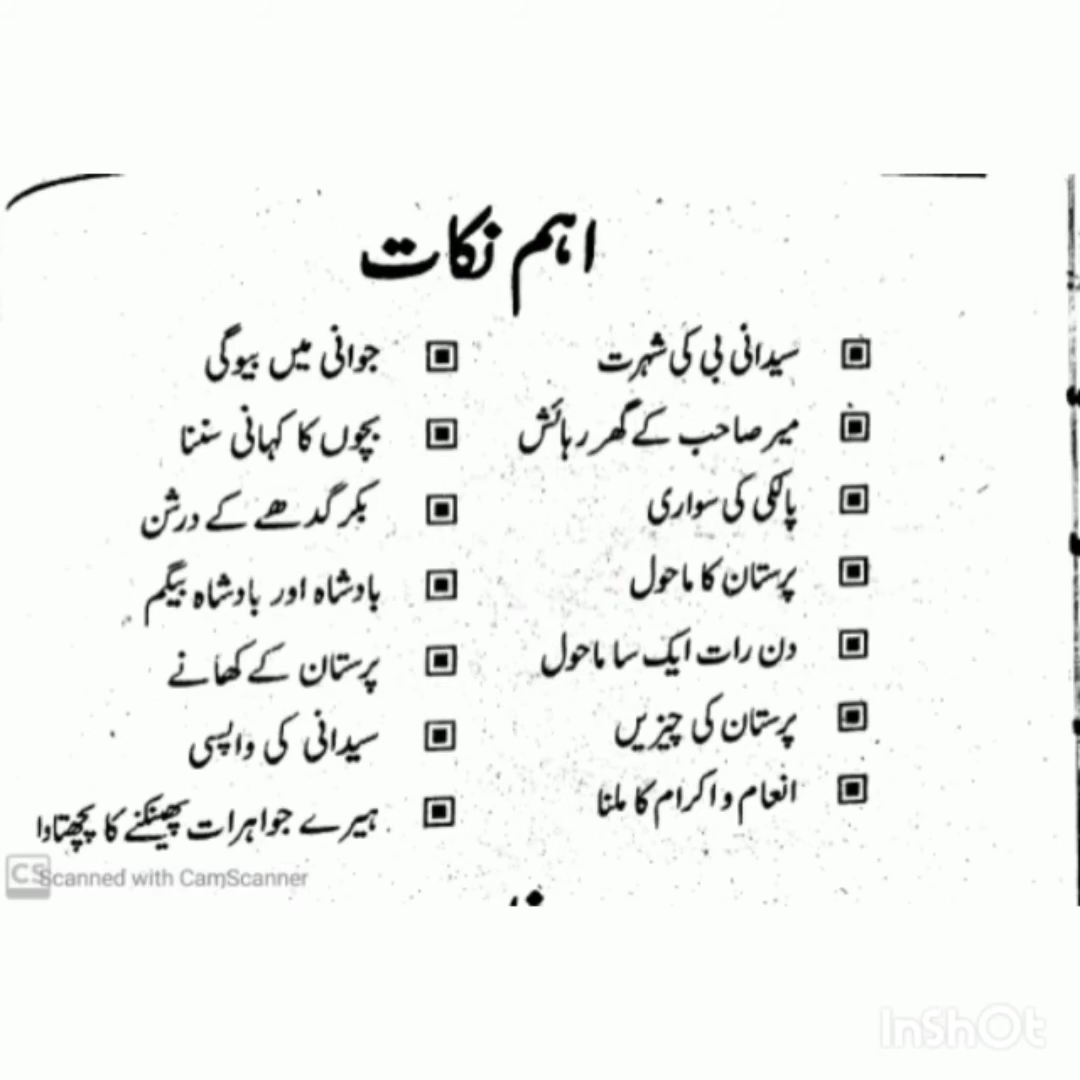 اہم نکات
سیدانی بی کی شہرت
جوانی میں بیوگی
میر صاحب کے گھر رہائش
بچوں کا کہانی سننا
پالکی کی سواری
بکر گدھے کے درشن
پرستان کا ماحول
بادشاہ اور بادشاہ بیگم
دن رات ایک سا ماحول
پرستان کے کھانے
پرستان کی چیزیں
سیدانی کی واپسی
انعام و اکرام کا ملنا
ہیرے جواہرات پھینکنے کا پچھتاوا
CS Scanned with CamScanner
InShOt